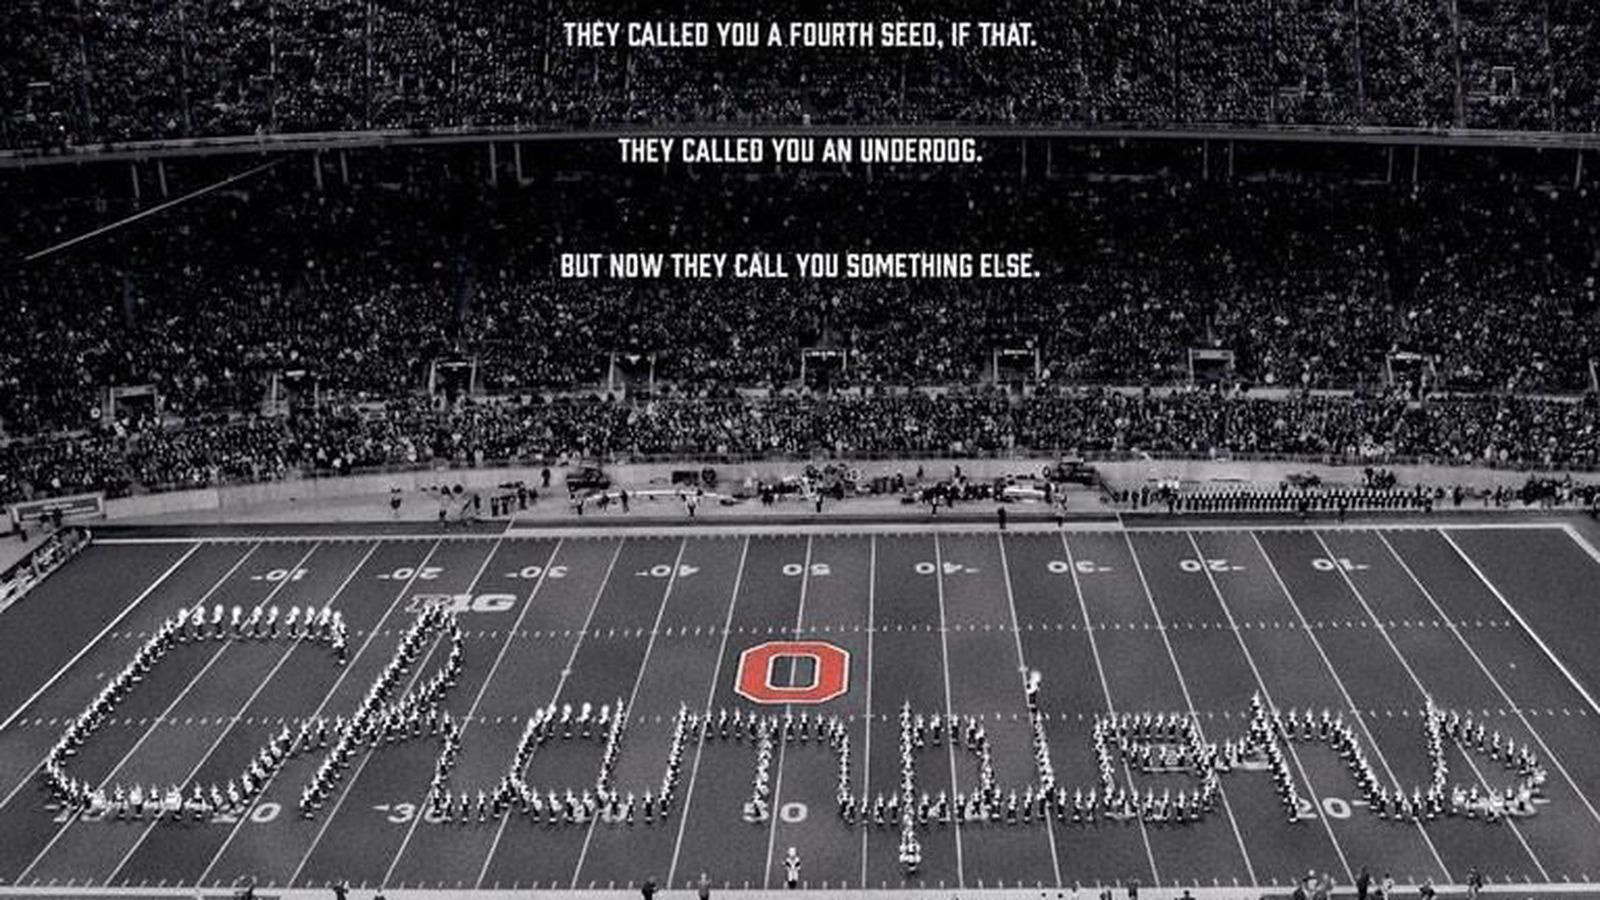 THEY CALLED YOU A FOURTH SEED, IF THAT.
THEY CALLED YOU AN UNDERDOG.
BUT NOW THEY CALL YOU SOMETHING ELSE.
10 20 30 40 50 40 30 20 10
B1G
O
Champions
20 30 50 20